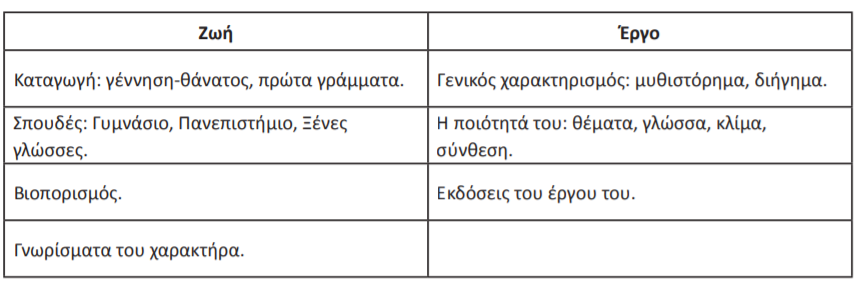 Ζωή
Έργο
Καταγωγή: γέννηση-θάνατος, πρώτα γράμματα.
Γενικός χαρακτηρισμός: μυθιστόρημα, διήγημα.
Σπουδές: Γυμνάσιο, Πανεπιστήμιο, Ξένες
γλώσσες.
Η ποιότητά του: θέματα, γλώσσα, κλίμα,
σύνθεση.
Βιοπορισμός.
Εκδόσεις του έργου του.
Γνωρίσματα του χαρακτήρα.